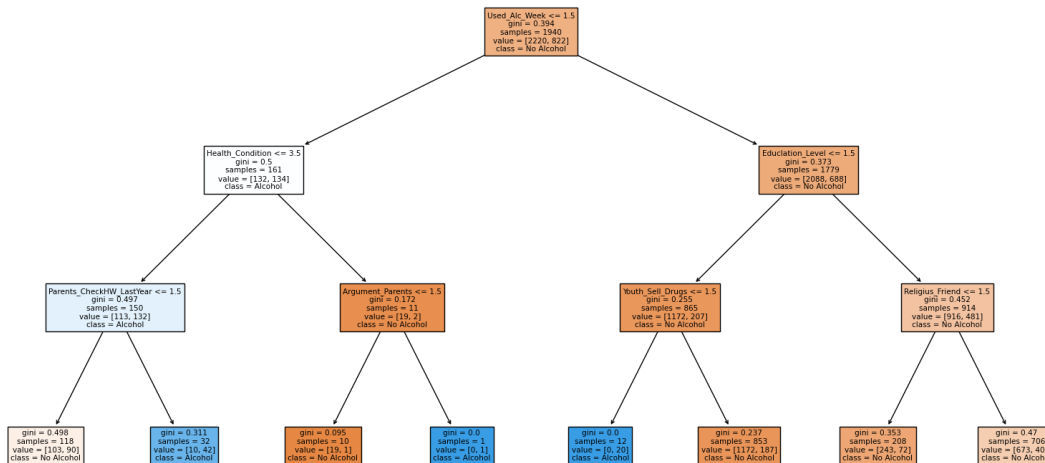 Used_Alc_Week <= 1.5
gini = 0.394
samples = 1940
value = [2220, 822]
class = No Alcohol
Health_Condition <= 3.5
gini = 0.5
samples = 161
value = [132, 134]
class = Alcohol
Educlation_Level <= 1.5
gini = 0.373
samples = 1779
value = [2088, 688]
class = No Alcohol
Parents_CheckHW_LastYear <= 1.5
gini = 0.497
samples = 150
value = [113, 132]
class = Alcohol
Argument_Parents <= 1.5
gini = 0.172
samples = 11
value = [19, 2]
class = No Alcohol
Youth_Sell_Drugs <= 1.5
gini = 0.255
samples = 865
value = [1172, 207]
class = No Alcohol
Religius_Friend <= 1.5
gini = 0.452
samples = 914
value = [916, 481]
class = No Alcohol
gini = 0.498
samples = 118
value = [103, 90]
class = No Alcohol
gini = 0.311
samples = 32
value = [10, 42]
class = Alcohol
gini = 0.095
samples = 10
value = [19, 1]
class = No Alcohol
gini = 0.0
samples = 1
value = [0, 1]
class = Alcohol
gini = 0.0
samples = 12
value = [0, 20]
class = Alcohol
gini = 0.237
samples = 853
value = [1172, 187]
class = No Alcohol
gini = 0.353
samples = 208
value = [243, 72]
class = No Alcohol
gini = 0.47
samples = 706
value = [673,
class = No